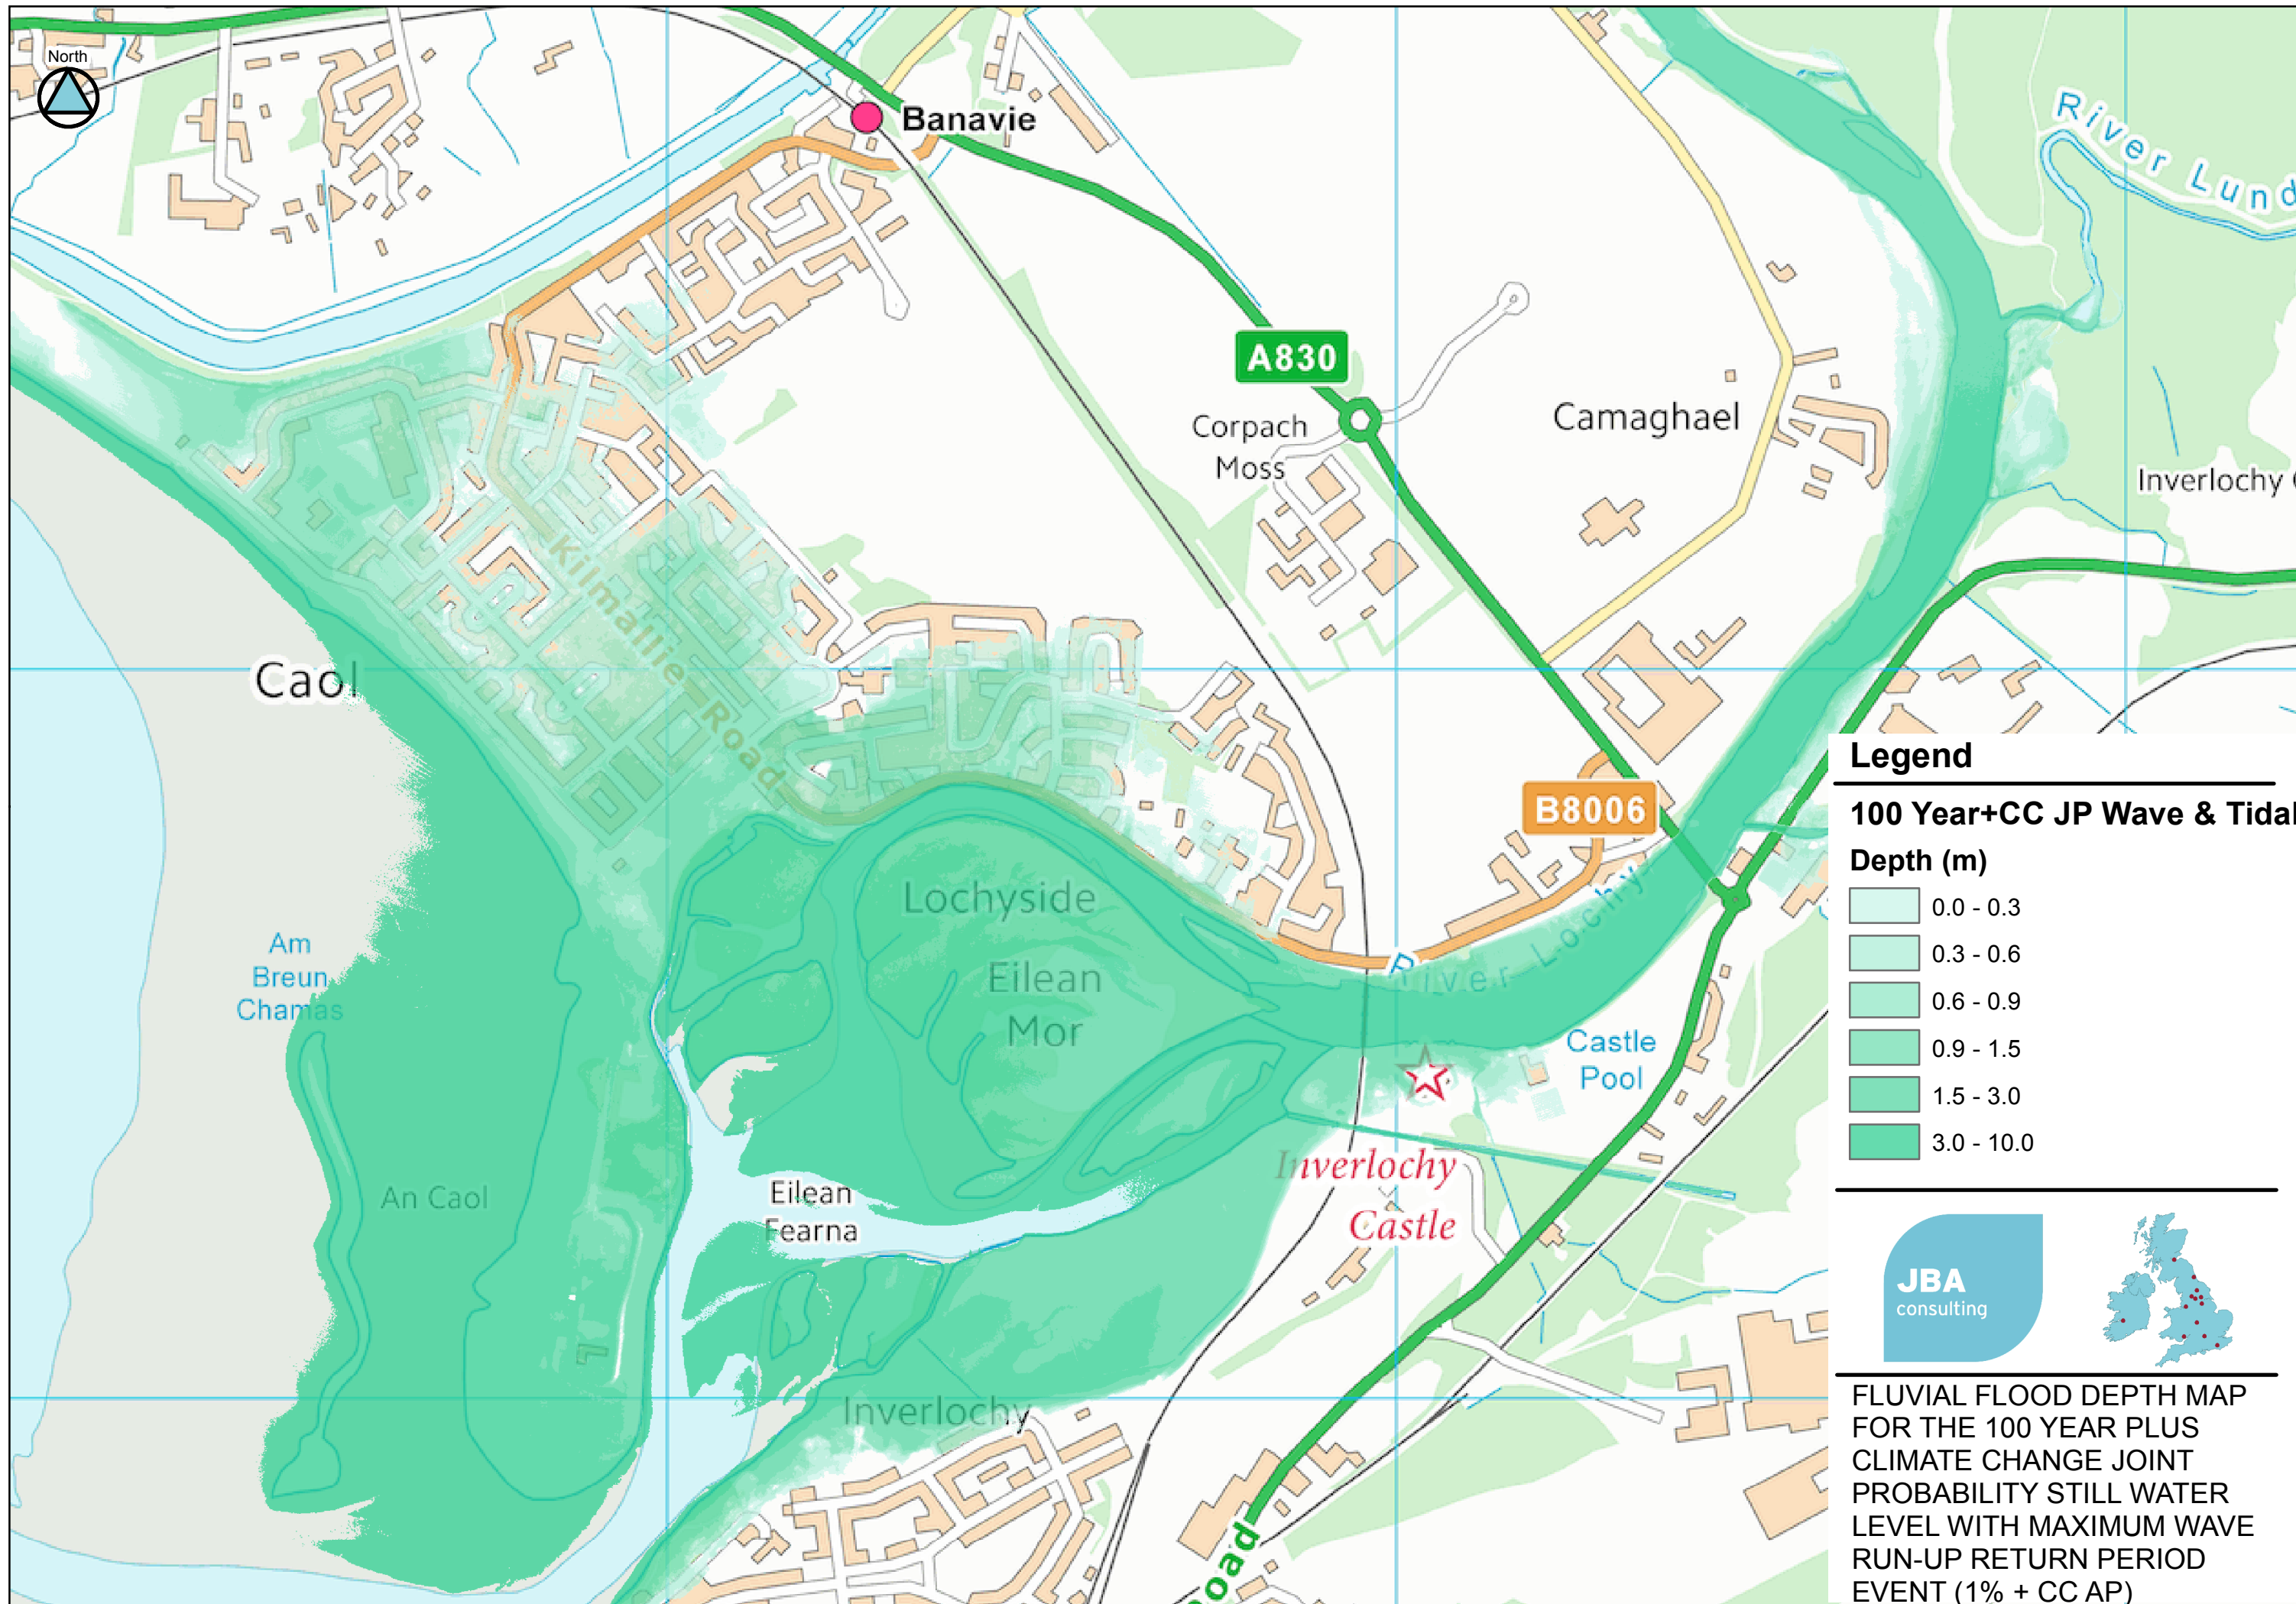 North
Banavie
River Lund
A830
Corpach
Moss
Camaghael
Inverlochy
Kilmallie Road
Caol
B8006
Lochyside
Eilean
Mor
River Lochy
Am
Breun
Chamas
Castle
Pool
An Caol
Eilean
Fearna
Inverlochy
Castle
Inverlochy
Road
Legend
100 Year+CC JP Wave & Tidal
Depth (m)
0.0 - 0.3
0.3 - 0.6
0.6 - 0.9
0.9 - 1.5
1.5 - 3.0
3.0 - 10.0
JBA
consulting
FLUVIAL FLOOD DEPTH MAP
FOR THE 100 YEAR PLUS
CLIMATE CHANGE JOINT
PROBABILITY STILL WATER
LEVEL WITH MAXIMUM WAVE
RUN-UP RETURN PERIOD
EVENT (1% + CC AP)